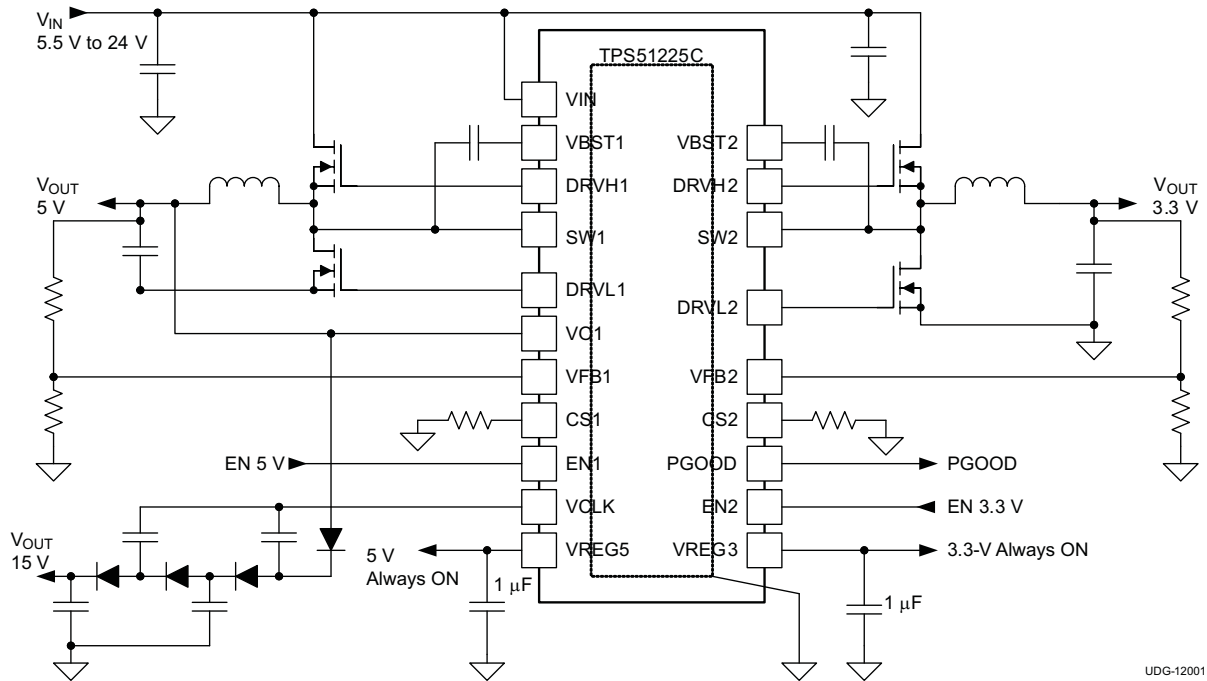 VIN
5.5 V to 24 V
TPS51225C
VIN
VBST1
VBST2
DRVH1
DRVH2
VOUT
5 V
VOUT
3.3 V
SW1
SW2
DRVL1
DRVL2
VO1
VFB1
VFB2
CS1
CS2
EN 5 V
EN1
PGOOD
PGOOD
VCLK
EN2
EN 3.3 V
VOUT
15 V
5 V
Always ON
VREG5
VREG3
3.3-V Always ON
1 μF
1 μF
UDG-12001